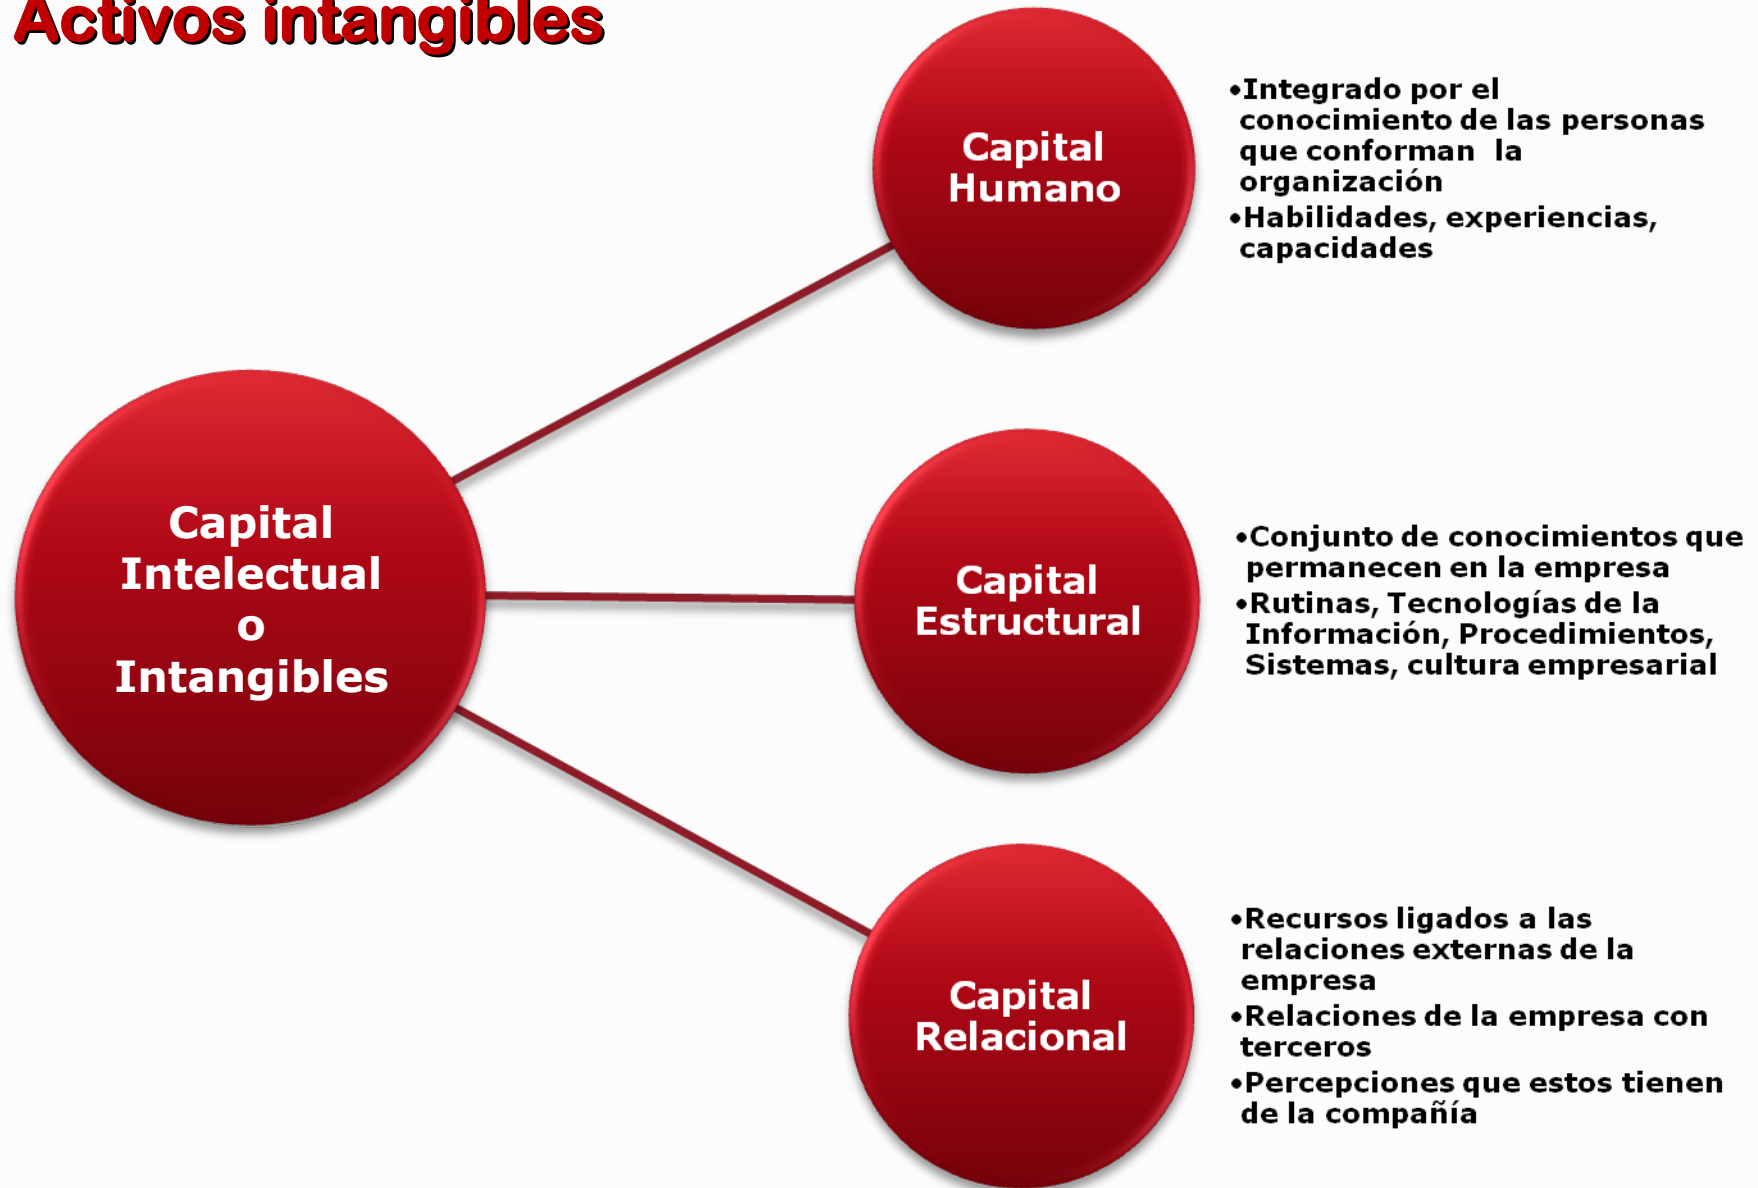 Activos intangibles
Capital
Humano
•Integrado por el
conocimiento de las personas
que conforman la
organización
•Habilidades, experiencias,
capacidades
Capital
Intelectual
o
Intangibles
Capital
Estructural
•Conjunto de conocimientos que
permanecen en la empresa
•Rutinas, Tecnologías de la
Información, Procedimientos,
Sistemas, cultura empresarial
Capital
Relacional
•Recursos ligados a las
relaciones externas de la
empresa
•Relaciones de la empresa con
terceros
•Percepciones que estos tienen
de la compañía